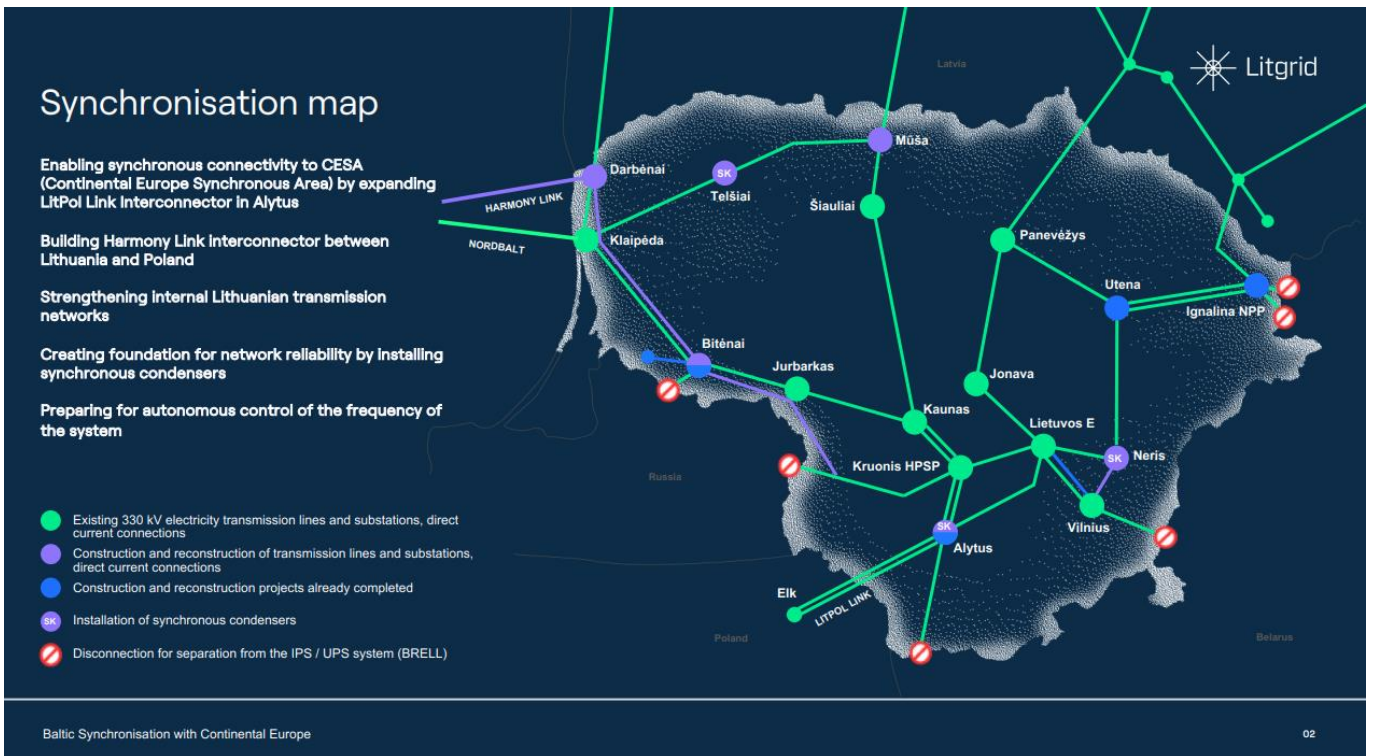 Litgrid
Synchronisation map
Enabling synchronous connectivity to CESA
(Continental Europe Synchronous Area) by expanding
LitPol Link Interconnector in Alytus
Building Harmony Link interconnector between
Lithuania and Poland
Strengthening internal Lithuanian transmission
networks
Creating foundation for network reliability by installing
synchronous condensers
Preparing for autonomous control of the frequency of
the system
Existing 330 kV electricity transmission lines and substations, direct
current connections
Construction and reconstruction of transmission lines and substations,
direct current connections
Construction and reconstruction projects already completed
SK
Installation of synchronous condensers
Disconnection for separation from the IPS / UPS system (BRELL)
Latvia
Mūša
Darbėnai
HARMONY LINK
SK
Telšiai
Šiauliai
NORDBALT
Klaipėda
Panevėžys
Utena
Ignalina NPP
Bitėnai
Jurbarkas
Jonava
Kaunas
Lietuvos E
Kruonis HPSP
SK
Neris
Russia
Vilnius
SK
Alytus
Elk
LITPOL LINK
Poland
Belarus
Baltic Synchronisation with Continental Europe
02